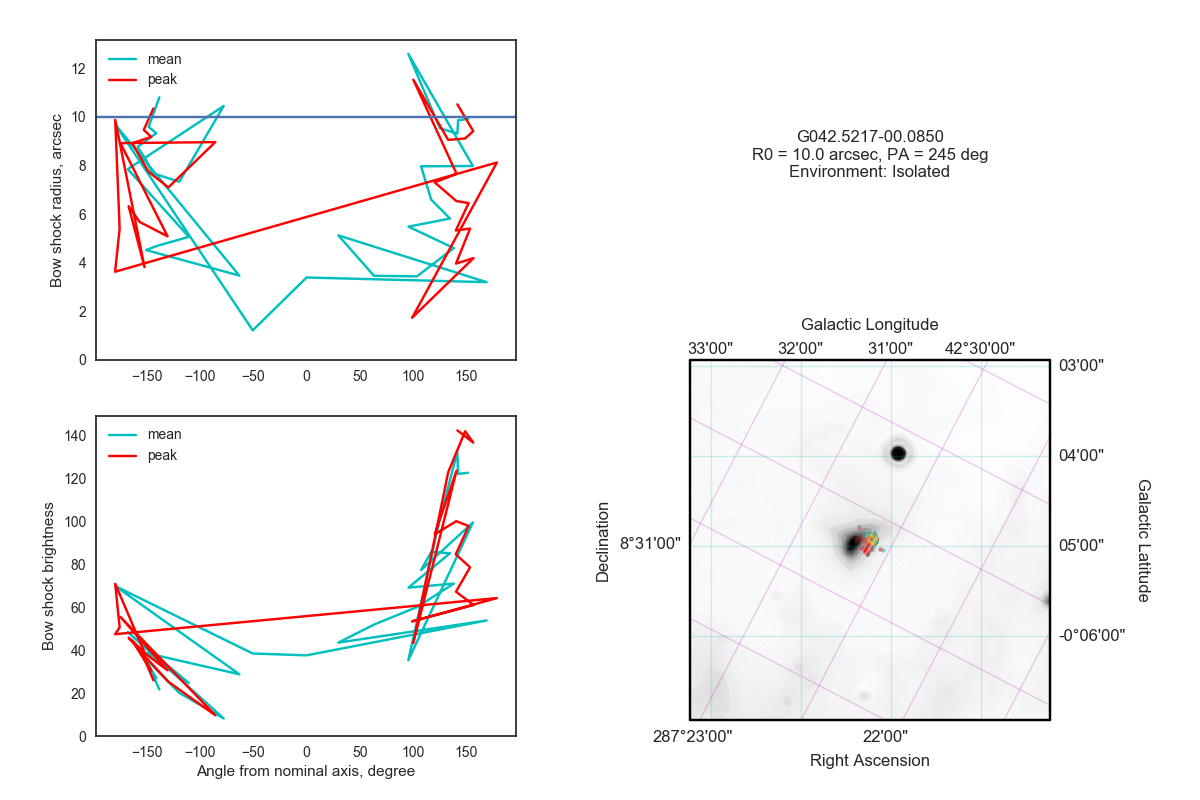 mean
peak
12
10
8
6
4
2
0
Bow shock radius, arcsec
−150
−100
−50
0
50
100
150
G042.5217-00.0850
R0 = 10.0 arcsec, PA = 245 deg
Environment: Isolated
mean
peak
140
120
100
80
60
40
20
0
Bow shock brightness
−150
−100
−50
0
50
100
150
Angle from nominal axis, degree
Galactic Longitude
33'00"
32'00"
31'00"
42°30'00"
03'00"
04'00"
05'00"
-0°06'00"
Galactic Latitude
Declination
8°31'00"
287°23'00"
22'00"
Right Ascension